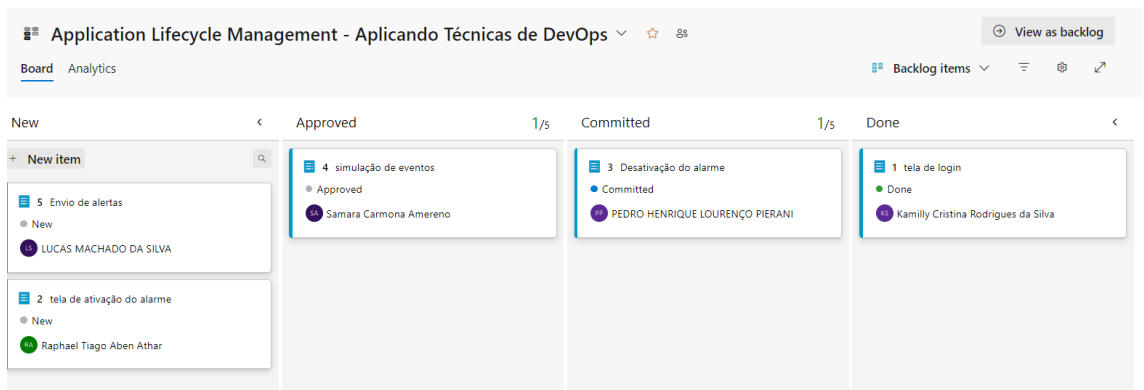 Application Lifecycle Management - Aplicando Técnicas de DevOps
View as backlog
Board Analytics
Backlog items
New
New item
5 Envio de alertas
New
LS LUCAS MACHADO DA SILVA
2 tela de ativação do alarme
New
RA Raphael Tiago Aben Athar
Approved 1/5
4 simulação de eventos
Approved
SA Samara Carmona Amereno
Committed 1/5
3 Desativação do alarme
Committed
PP PEDRO HENRIQUE LOURENÇO PIERANI
Done
1 tela de login
Done
KS Kamilly Cristina Rodrigues da Silva